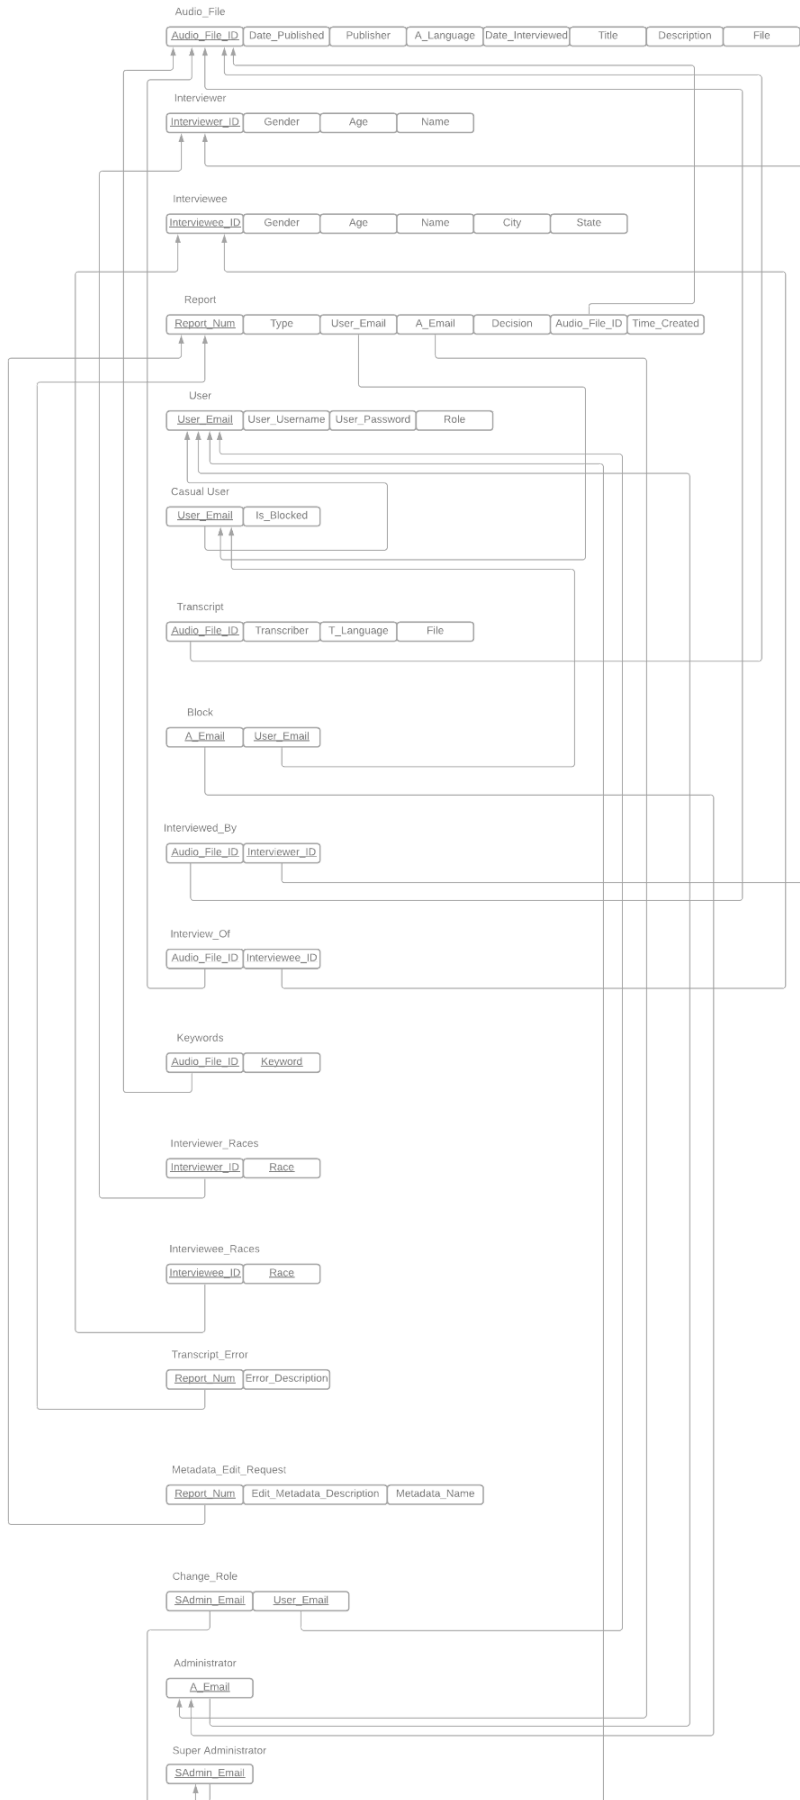 Audio_File
Audio_File_ID Date_Published Publisher A_Language Date_Interviewed Title Description File
Interviewer
Interviewer_ID Gender Age Name
Interviewee
Interviewee_ID Gender Age Name City State
Report
Report_Num Type User_Email A_Email Decision Audio_File_ID Time_Created
User
User_Email User_Username User_Password Role
Casual User
User_Email Is_Blocked
Transcript
Audio_File_ID Transcriber T_Language File
Block
A_Email User_Email
Interviewed_By
Audio_File_ID Interviewer_ID
Interview_Of
Audio_File_ID Interviewee_ID
Keywords
Audio_File_ID Keyword
Interviewer_Races
Interviewer_ID Race
Interviewee_Races
Interviewee_ID Race
Transcript_Error
Report_Num Error_Description
Metadata_Edit_Request
Report_Num Edit_Metadata_Description Metadata_Name
Change_Role
SAdmin_Email User_Email
Administrator
A_Email
Super Administrator
SAdmin_Email